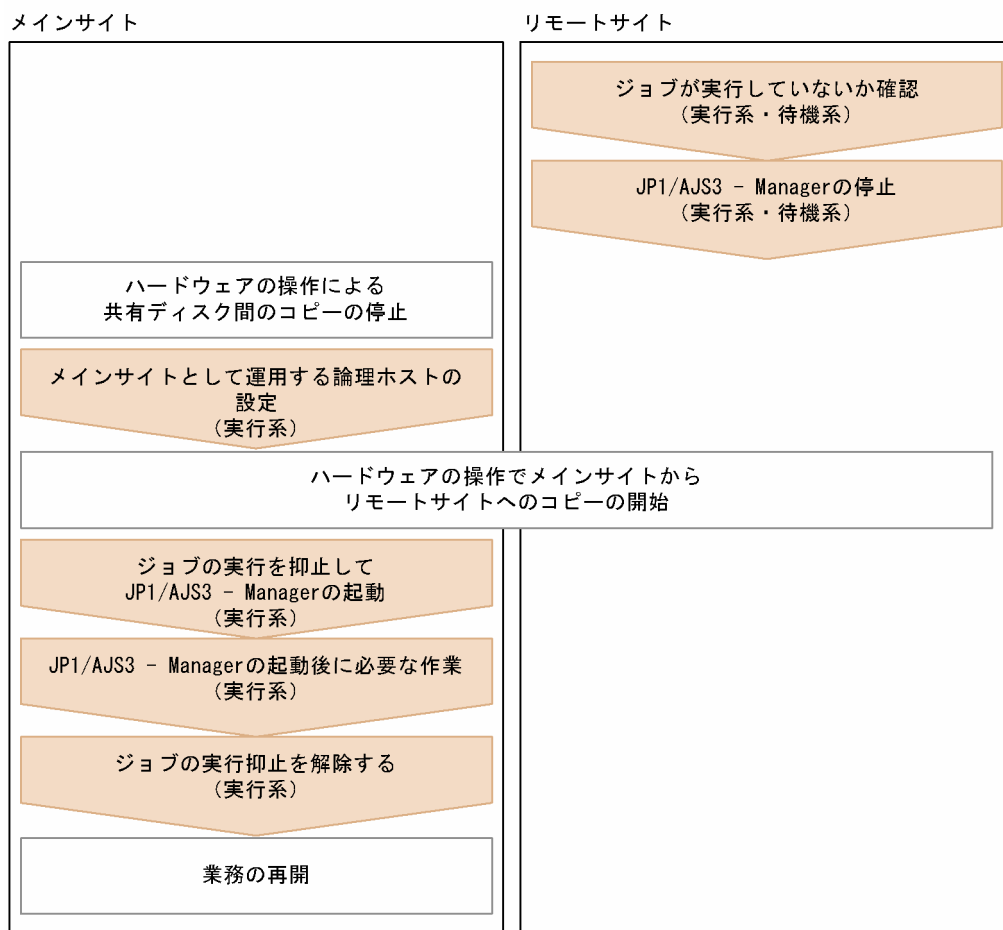 メインサイト
リモートサイト
ジョブが実行していないか確認
（実行系・待機系）
JP1/AJS3 - Managerの停止
（実行系・待機系）
ハードウェアの操作による
共有ディスク間のコピーの停止
メインサイトとして運用する論理ホストの
設定
（実行系）
ハードウェアの操作でメインサイトから
リモートサイトへのコピーの開始
ジョブの実行を抑止して
JP1/AJS3 - Managerの起動
（実行系）
JP1/AJS3 - Managerの起動後に必要な作業
（実行系）
ジョブの実行抑止を解除する
（実行系）
業務の再開